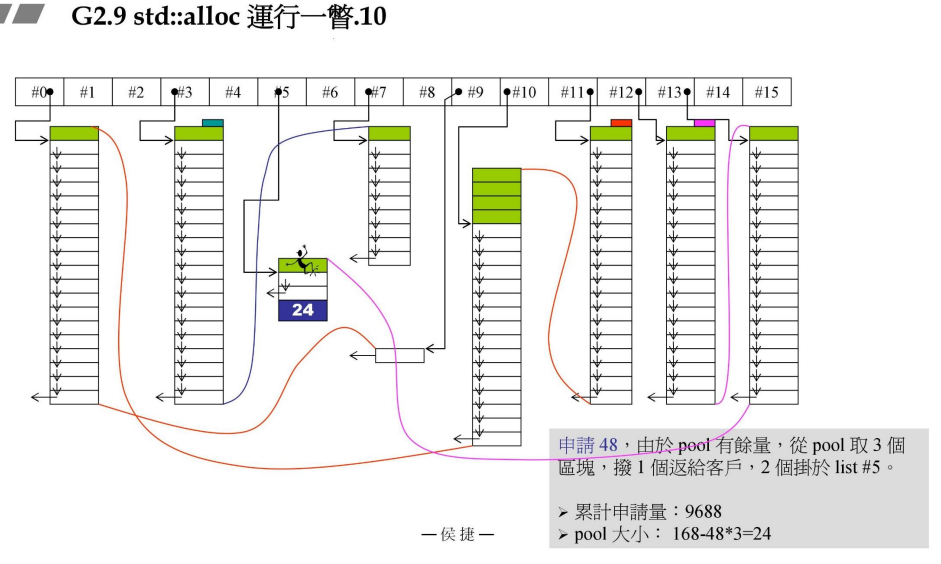 G2.9 std::alloc 運行一瞥.10
#0 #1 #2 #3 #4 #5 #6 #7 #8 #9 #10 #11 #12 #13 #14 #15
24
申請 48，由於 pool 有餘量，從 pool 取 3 個
區塊，撥 1 個返給客戶，2 個掛於 list #5。
➢ 累計申請量：9688
➢ pool 大小： 168-48*3=24
— 侯捷 —